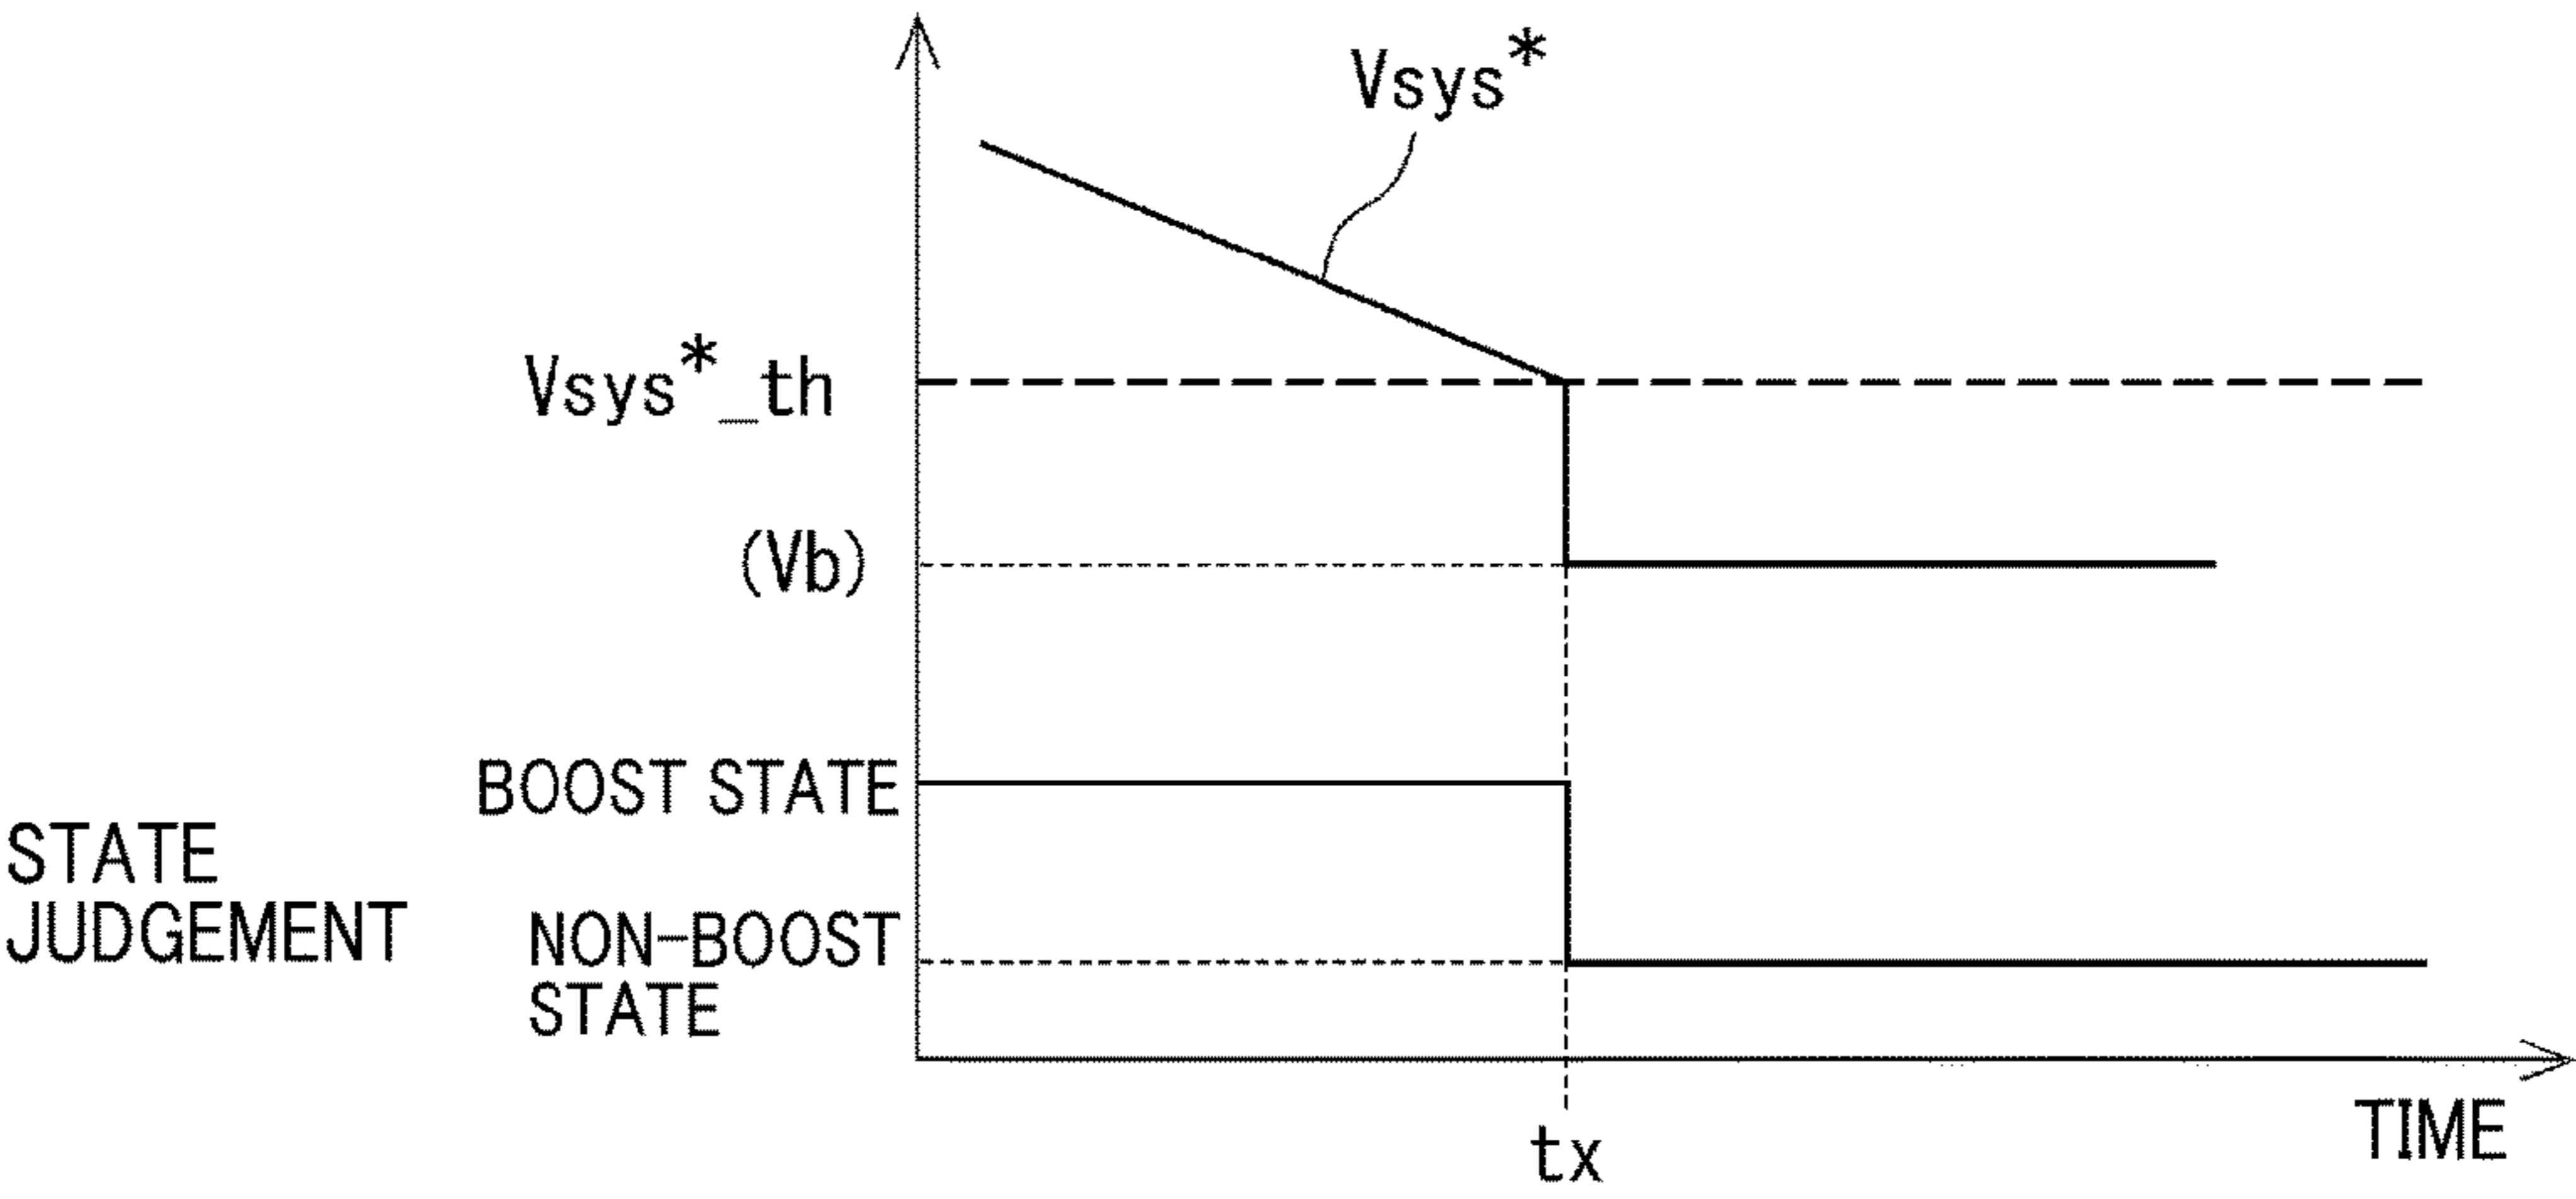 Vsys*
Vsys*_th
(Vb)
BOOST STATE
STATE
JUDGEMENT
NON-BOOST
STATE
TIME
tx